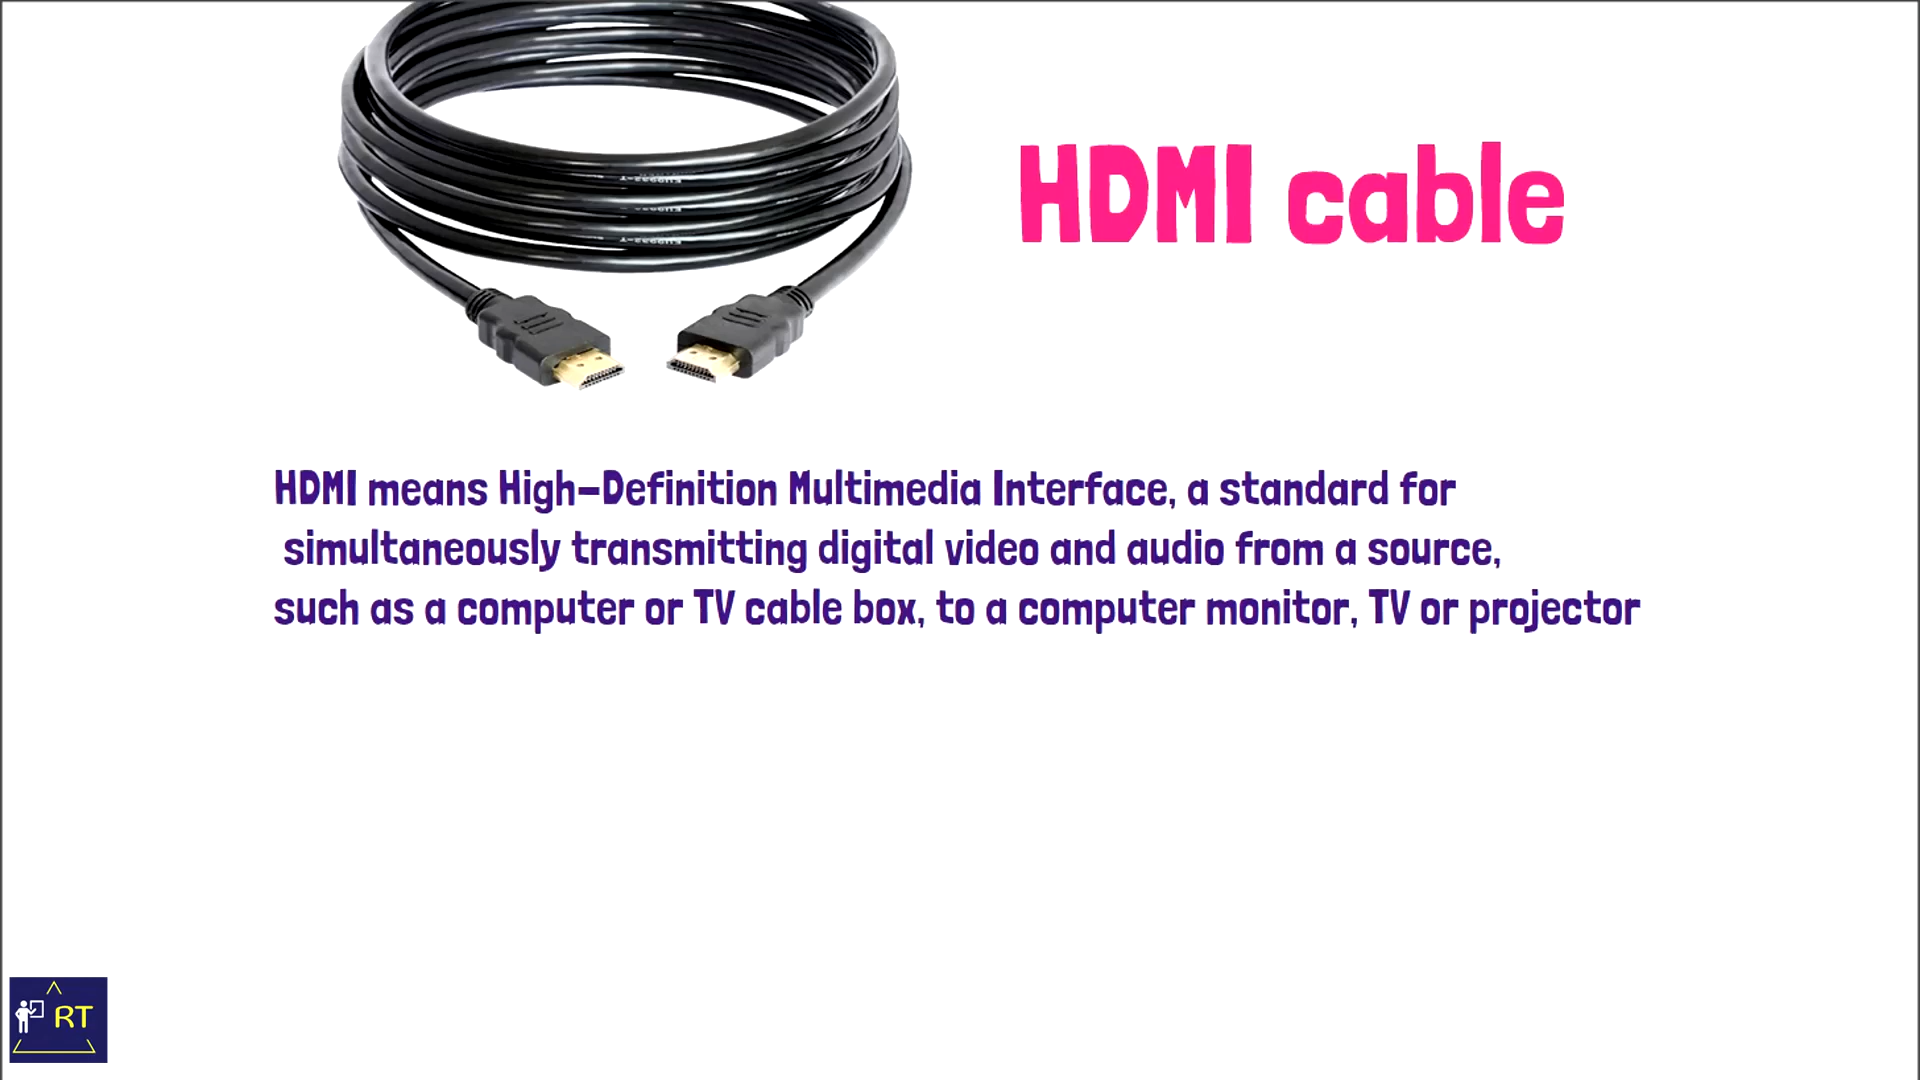 HDMI cable
HDMI means High-Definition Multimedia Interface, a standard for
simultaneously transmitting digital video and audio from a source,
such as a computer or TV cable box, to a computer monitor, TV or projector
RT